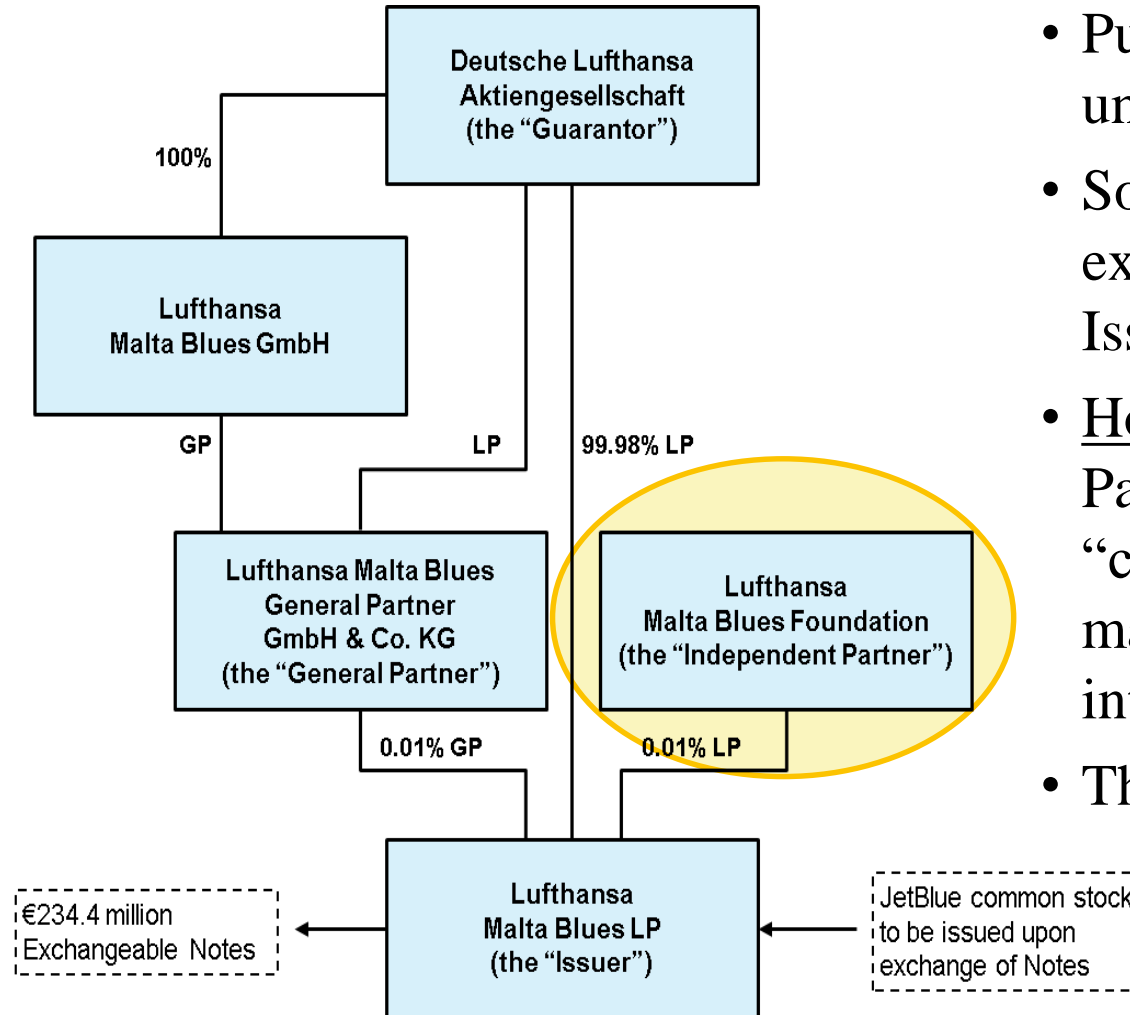 Deutsche Lufthansa
Aktiengesellschaft
(the “Guarantor”)
100%
Lufthansa
Malta Blues GmbH
GP
LP
99.98% LP
Lufthansa Malta Blues
General Partner
GmbH & Co. KG
(the “General Partner”)
Lufthansa
Malta Blues Foundation
(the “Independent Partner”)
0.01% GP
0.01% LP
Lufthansa
Malta Blues LP
(the “Issuer”)
€234.4 million
Exchangeable Notes
JetBlue common stock
to be issued upon
exchange of Notes
• Pu
un
• So
ex
Iss
• Ho
Pa
“c
ma
int
• Th